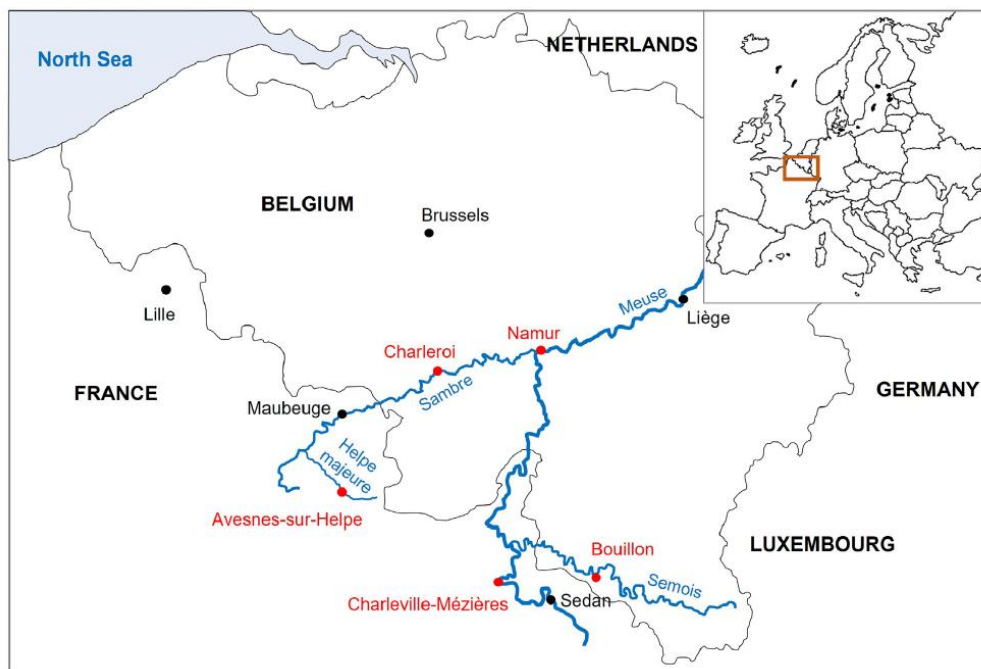 NETHERLANDS
North Sea
BELGIUM
Brussels
Meuse
Lille
Liège
Namur
Charleroi
Sambre
FRANCE
GERMANY
Maubeuge
Helpe
majeure
Avesnes-sur-Helpe
LUXEMBOURG
Bouillon
Semois
Charleville-Mézières
Sedan